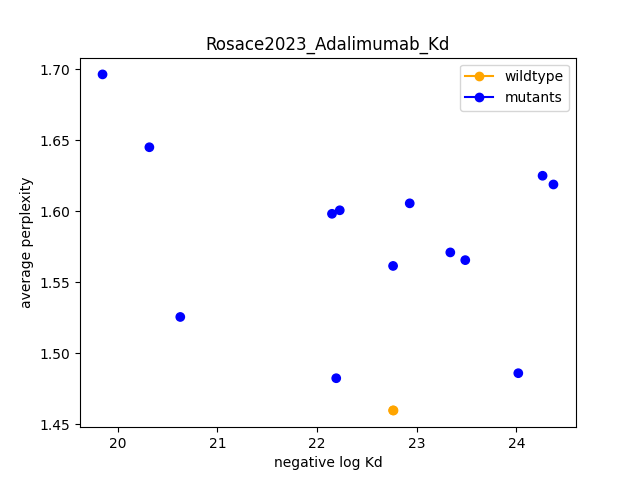 Rosace2023_Adalimumab_Kd
wildtype
mutants
1.70
1.65
1.60
1.55
1.50
1.45
average perplexity
20 21 22 23 24
negative log Kd